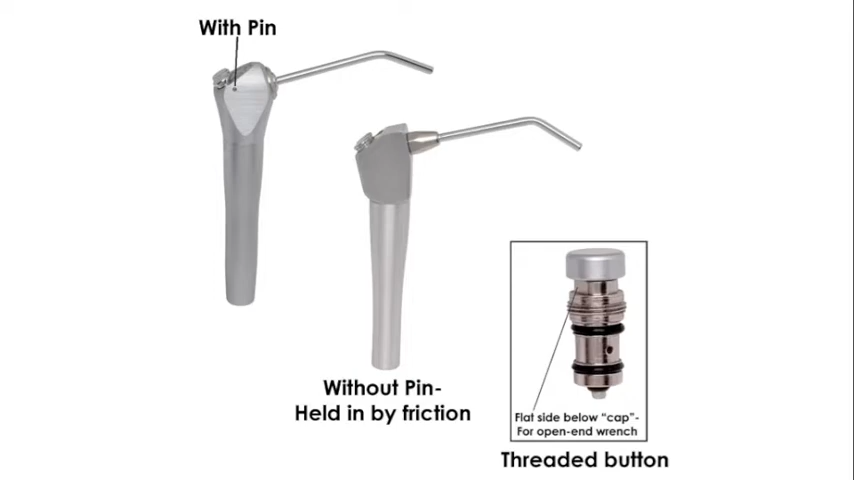 With Pin
Without Pin-
Held in by friction
Flat side below “cap”-
For open-end wrench
Threaded button